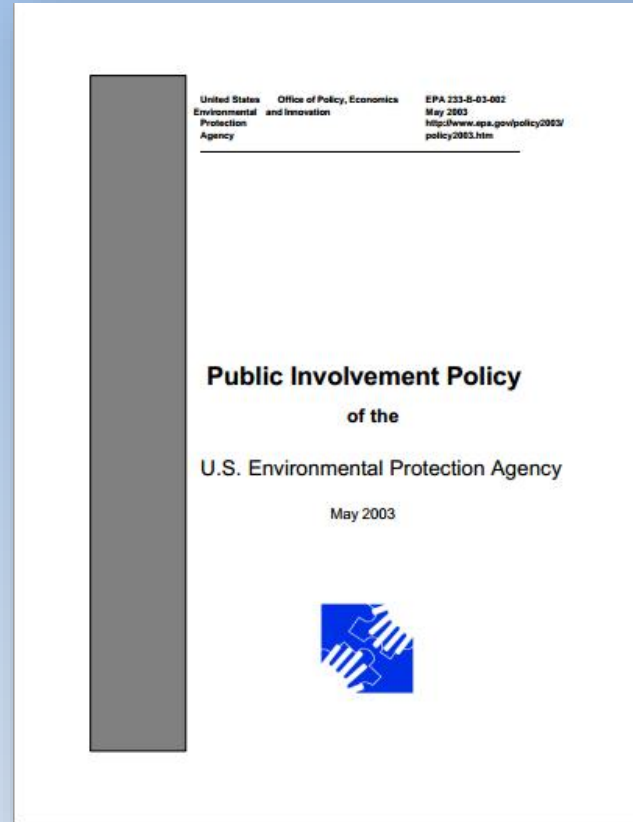 United States Office of Policy, Economics EPA 233-B-03-002
Environmental and Innovation May 2003
Protection http://www.epa.gov/policy2003/
Agency policy2003.htm
Public Involvement Policy
of the
U.S. Environmental Protection Agency
May 2003